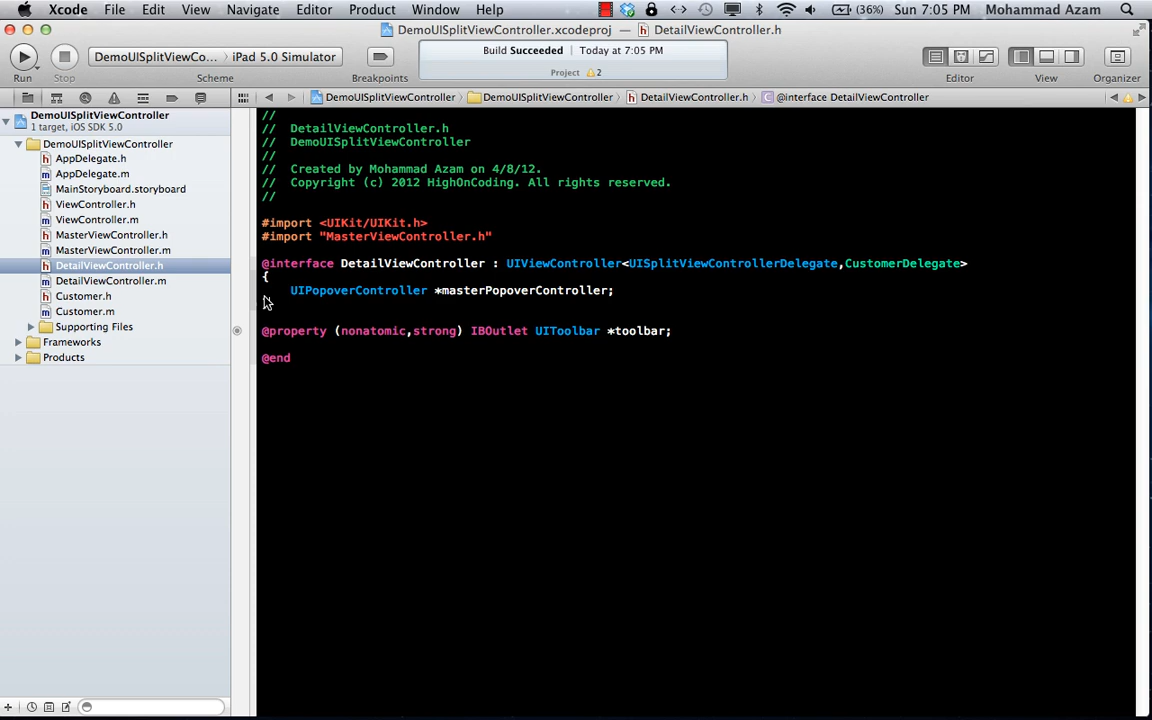 Xcode File Edit View Navigate Editor Product Window Help (36%) Sun 7:05 PM Mohammad Azam
DemoUISplitViewController.xcodeproj — DetailViewController.h
DemoUISplitViewCo... iPad 5.0 Simulator
Build Succeeded Today at 7:05 PM
Project 2
Run Stop Scheme Breakpoints Editor View Organizer
DemoUISplitViewController DemoUISplitViewController DetailViewController.h @interface DetailViewController
DemoUISplitViewController
1 target, iOS SDK 5.0
DemoUISplitViewController
AppDelegate.h
AppDelegate.m
MainStoryboard.storyboard
ViewController.h
ViewController.m
MasterViewController.h
MasterViewController.m
DetailViewController.h
DetailViewController.m
Customer.h
Customer.m
Supporting Files
Frameworks
Products
//
// DetailViewController.h
// DemoUISplitViewController
//
// Created by Mohammad Azam on 4/8/12.
// Copyright (c) 2012 HighOnCoding. All rights reserved.
//
#import <UIKit/UIKit.h>
#import "MasterViewController.h"
@interface DetailViewController : UIViewController<UISplitViewControllerDelegate,CustomerDelegate>
{
UIPopoverController *masterPopoverController;
@property (nonatomic,strong) IBOutlet UIToolbar *toolbar;
@end